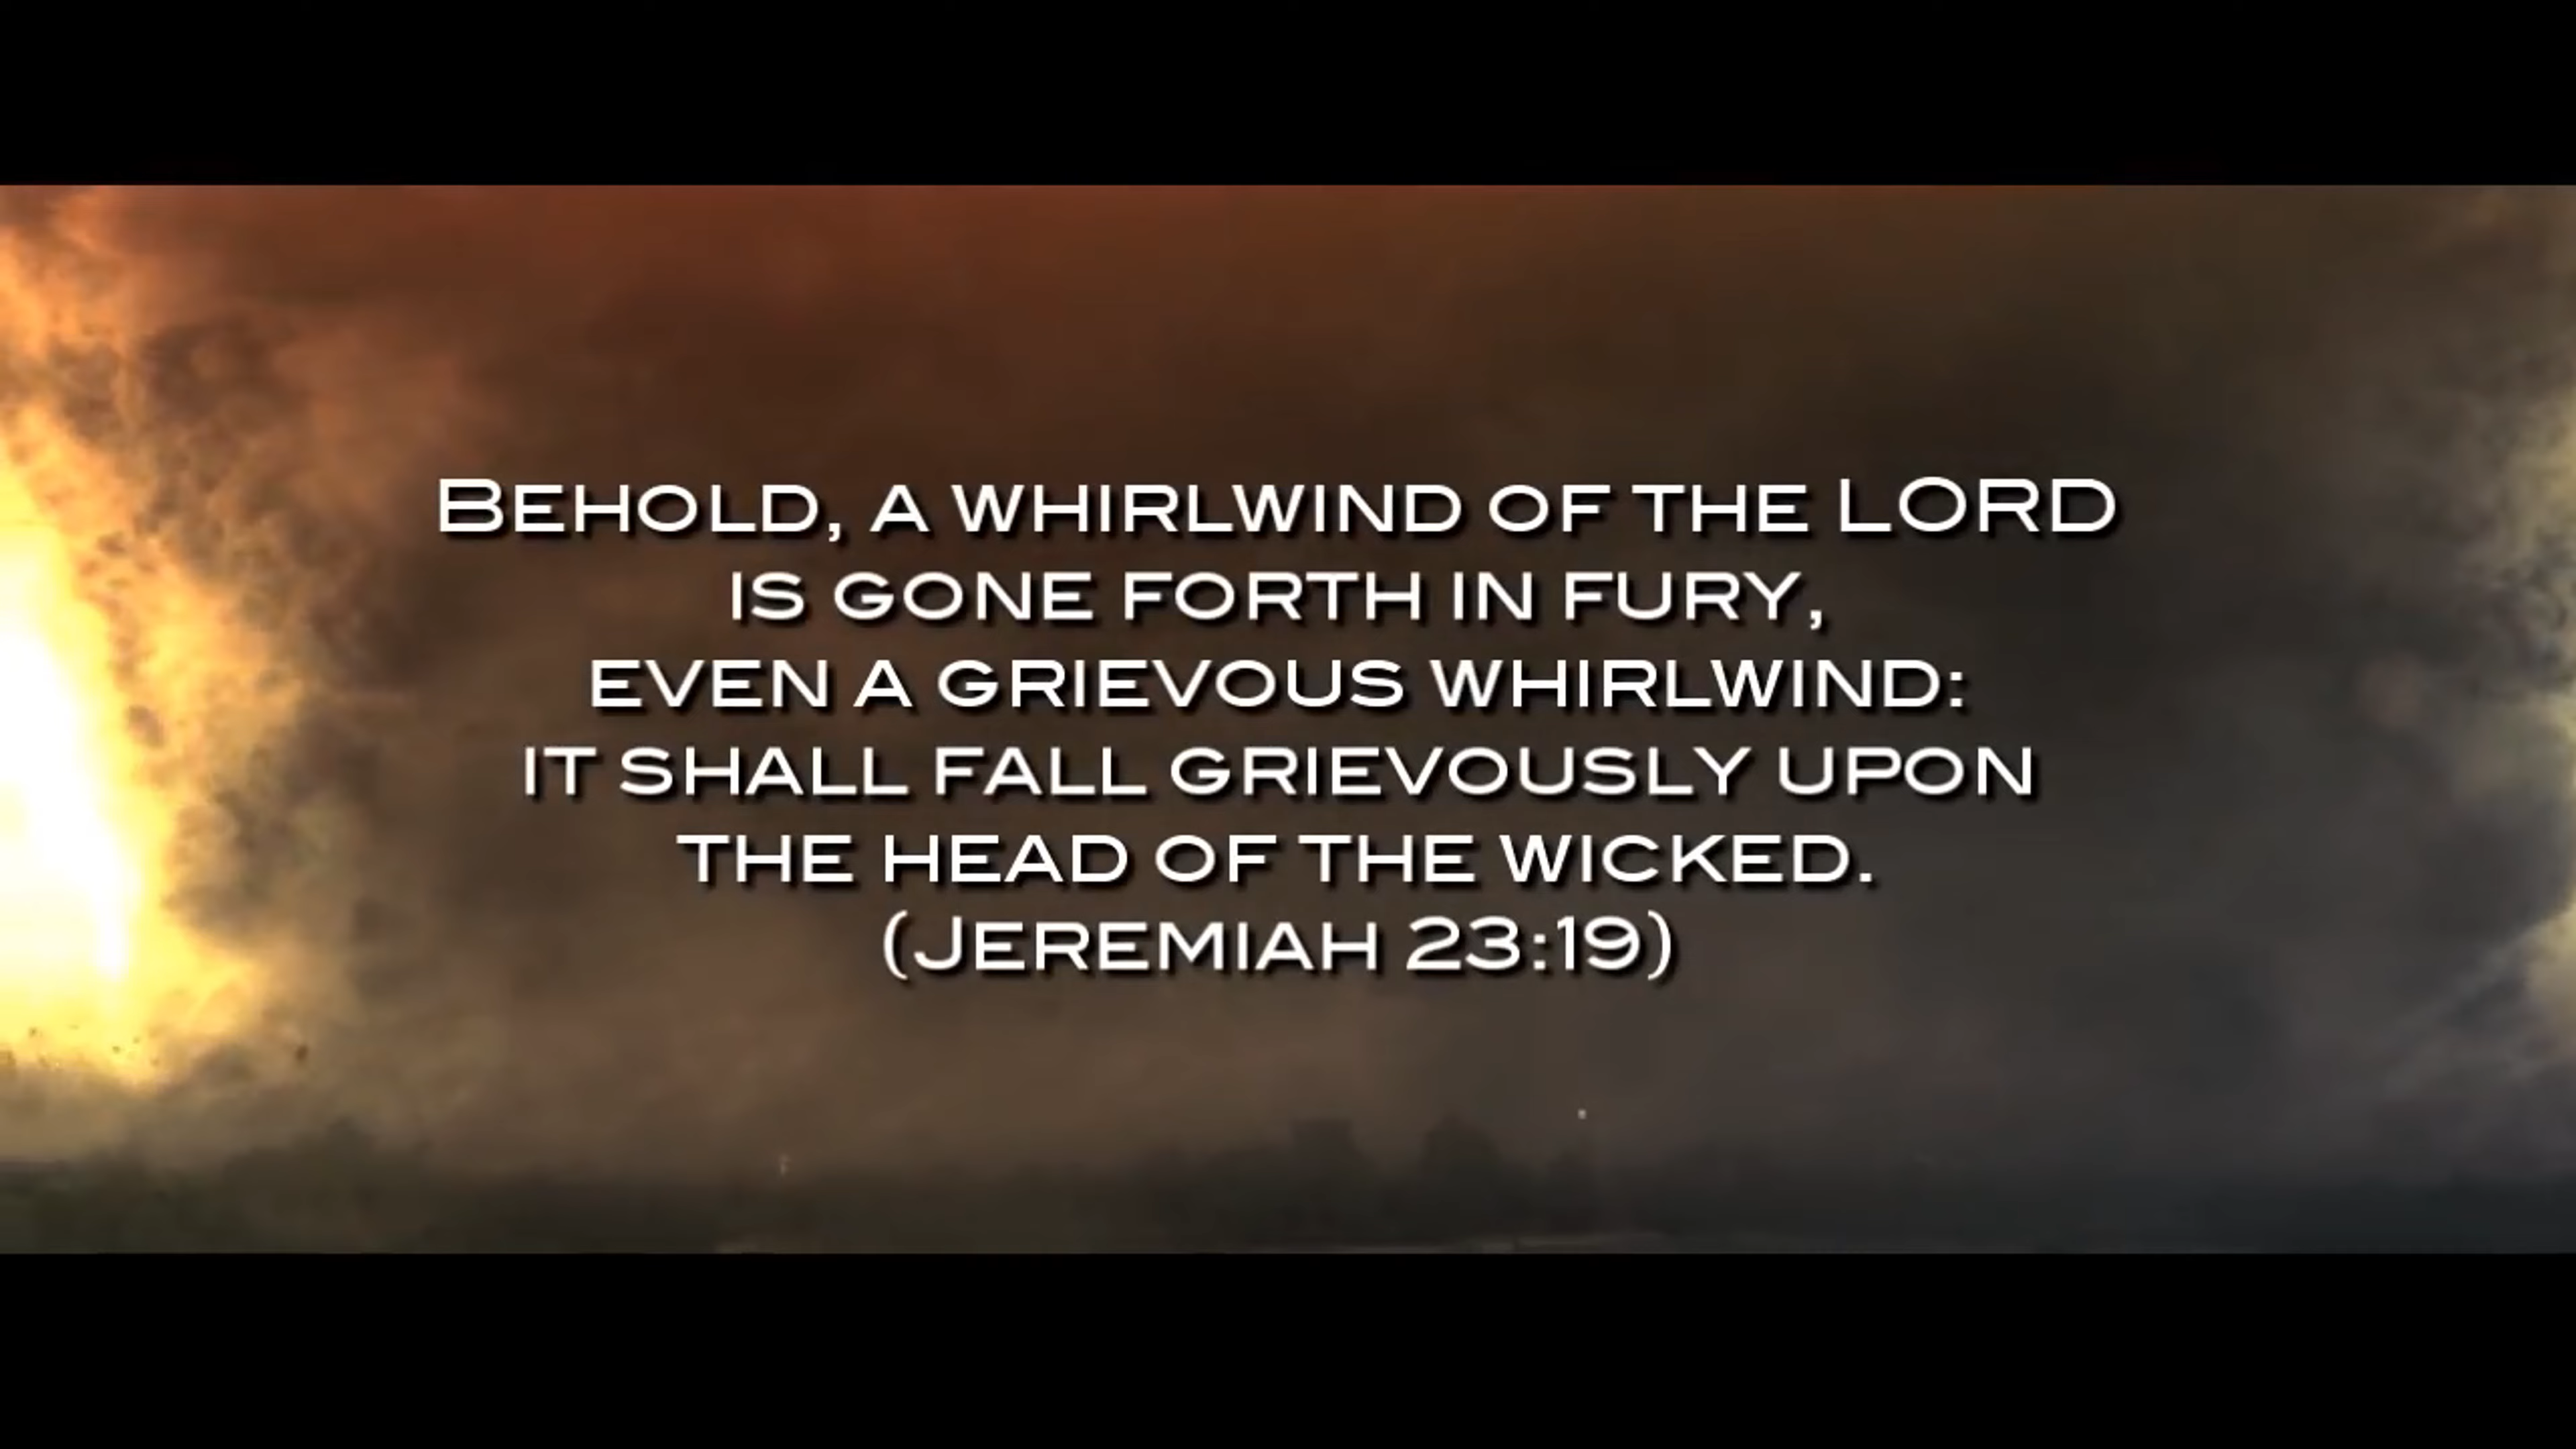 Behold, a whirlwind of the LORD
is gone forth in fury,
even a grievous whirlwind:
it shall fall grievously upon
the head of the wicked.
(Jeremiah 23:19)